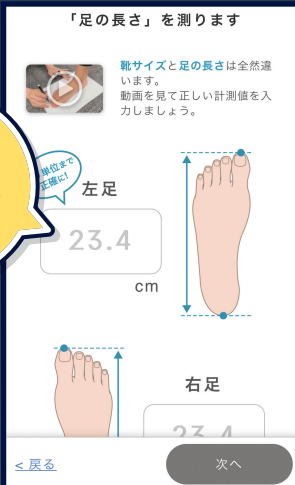 「足の長さ」を測ります
靴サイズと足の長さは全然違
います。
動画を見て正しい計測値を入
力しましょう。
単位まで
正確に!
左足
23.4
cm
右足
23.4
< 戻る
次へ